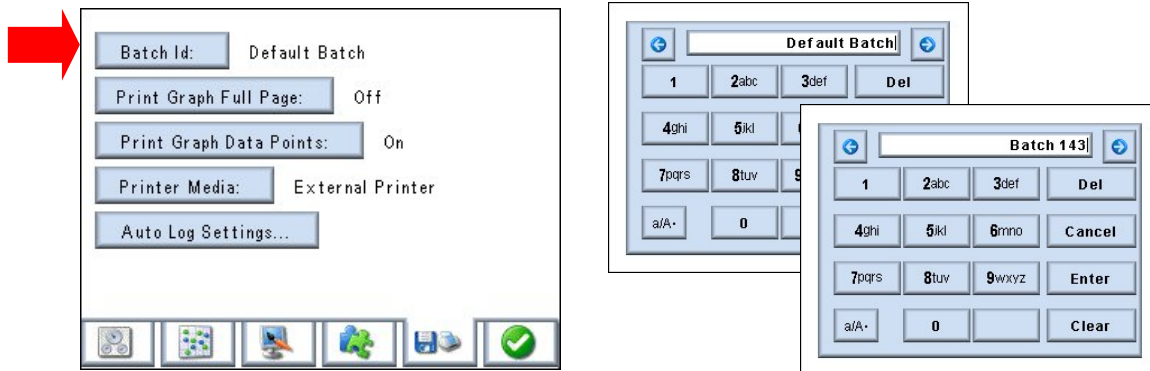 Batch Id: Default Batch
Print Graph Full Page: Off
Print Graph Data Points: On
Printer Media: External Printer
Auto Log Settings...
Default Batch
1 2abc 3def Del
4ghi 5jkl
7pqrs 8tuv 9
a/A• 0
Batch 143
1 2abc 3def Del
4ghi 5jkl 6mno Cancel
7pqrs 8tuv 9wxyz Enter
a/A• 0 Clear